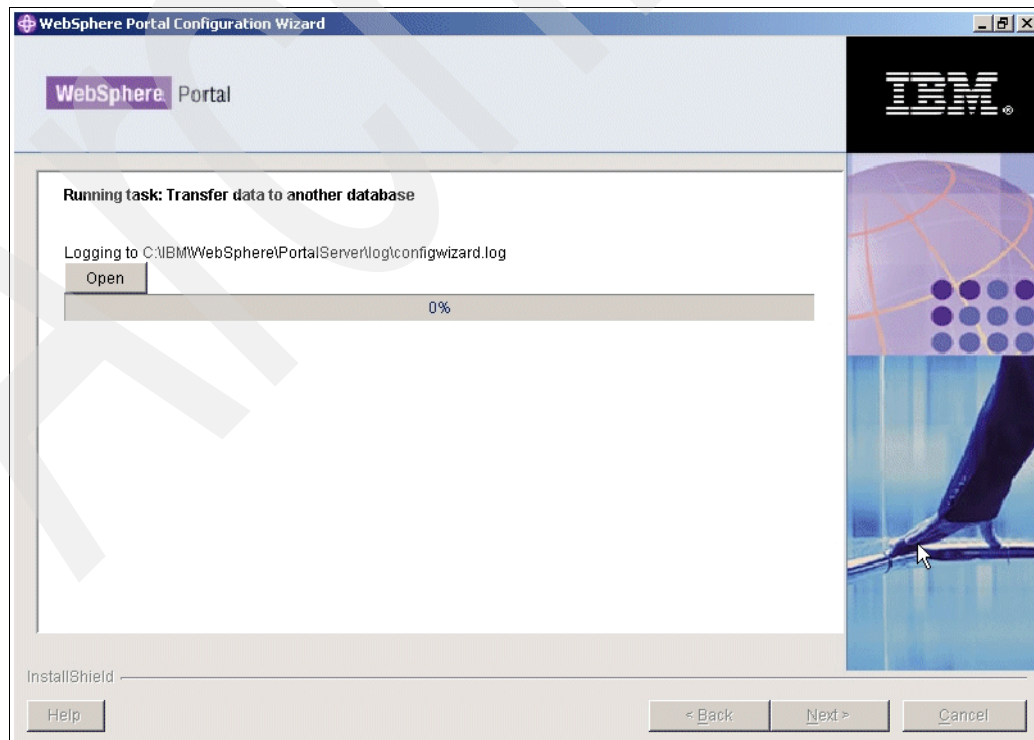 WebSphere Portal Configuration Wizard
WebSphere Portal
IBM®
Running task: Transfer data to another database
Logging to C:\IBM\WebSphere\PortalServer\log\configwizard.log
Open
0%
InstallShield
Help
< Back
Next >
Cancel